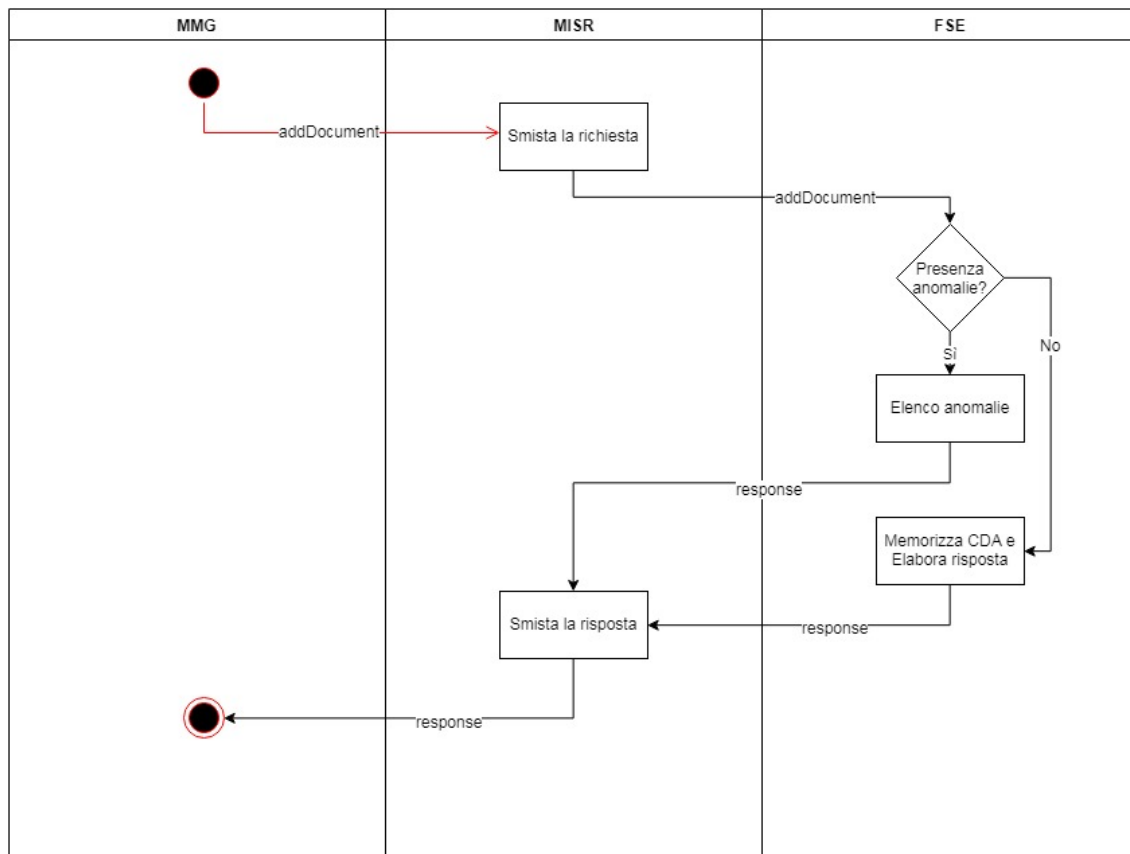 MMG
MISR
FSE
addDocument
Smista la richiesta
addDocument
Presenza
anomalie?
Sì
No
Elenco anomalie
response
Memorizza CDA e
Elabora risposta
Smista la risposta
response
response